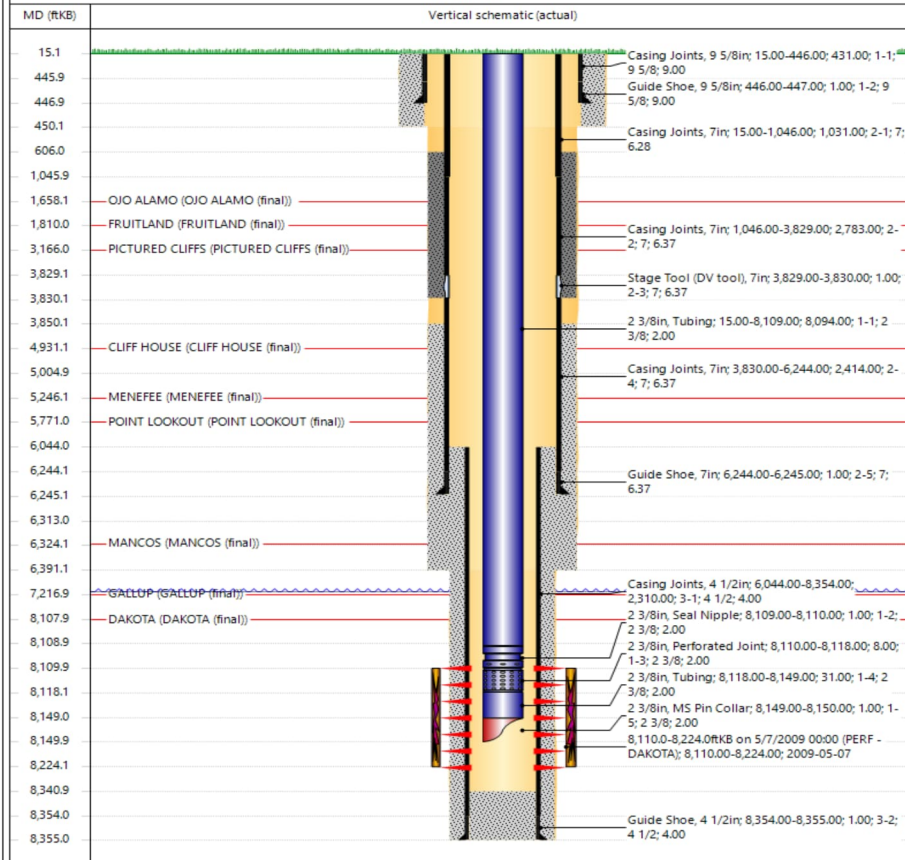 MD (ftKB)
Vertical schematic (actual)
15.1
445.9
446.9
450.1
606.0
1,045.9
1,658.1
1,810.0
3,166.0
3,829.1
3,830.1
3,850.1
4,931.1
5,004.9
5,246.1
5,771.0
6,044.0
6,244.1
6,245.1
6,313.0
6,324.1
6,391.1
7,216.9
8,107.9
8,108.9
8,109.9
8,118.1
8,149.0
8,149.9
8,224.1
8,340.9
8,354.0
8,355.0
OJO ALAMO (OJO ALAMO (final))
FRUITLAND (FRUITLAND (final))
PICTURED CLIFFS (PICTURED CLIFFS (final))
CLIFF HOUSE (CLIFF HOUSE (final))
MENEFEE (MENEFEE (final))
POINT LOOKOUT (POINT LOOKOUT (final))
MANCOS (MANCOS (final))
GALLUP (GALLUP (final))
DAKOTA (DAKOTA (final))
Casing Joints, 9 5/8in; 15.00-446.00; 431.00; 1-1;
9 5/8; 9.00
Guide Shoe, 9 5/8in; 446.00-447.00; 1.00; 1-2; 9
5/8; 9.00
Casing Joints, 7in; 15.00-1,046.00; 1,031.00; 2-1; 7;
6.28
Casing Joints, 7in; 1,046.00-3,829.00; 2,783.00; 2-
2; 7; 6.37
Stage Tool (DV tool), 7in; 3,829.00-3,830.00; 1.00;
2-3; 7; 6.37
2 3/8in, Tubing; 15.00-8,109.00; 8,094.00; 1-1; 2
3/8; 2.00
Casing Joints, 7in; 3,830.00-6,244.00; 2,414.00; 2-
4; 7; 6.37
Guide Shoe, 7in; 6,244.00-6,245.00; 1.00; 2-5; 7;
6.37
Casing Joints, 4 1/2in; 6,044.00-8,354.00;
2,310.00; 3-1; 4 1/2; 4.00
2 3/8in, Seal Nipple; 8,109.00-8,110.00; 1.00; 1-2;
2 3/8; 2.00
2 3/8in, Perforated Joint; 8,110.00-8,118.00; 8.00;
1-3; 2 3/8; 2.00
2 3/8in, Tubing; 8,118.00-8,149.00; 31.00; 1-4; 2
3/8; 2.00
2 3/8in, MS Pin Collar; 8,149.00-8,150.00; 1.00; 1-
5; 2 3/8; 2.00
8,110.0-8,224.0ftKB on 5/7/2009 00:00 (PERF -
DAKOTA); 8,110.00-8,224.00; 2009-05-07
Guide Shoe, 4 1/2in; 8,354.00-8,355.00; 1.00; 3-2;
4 1/2; 4.00